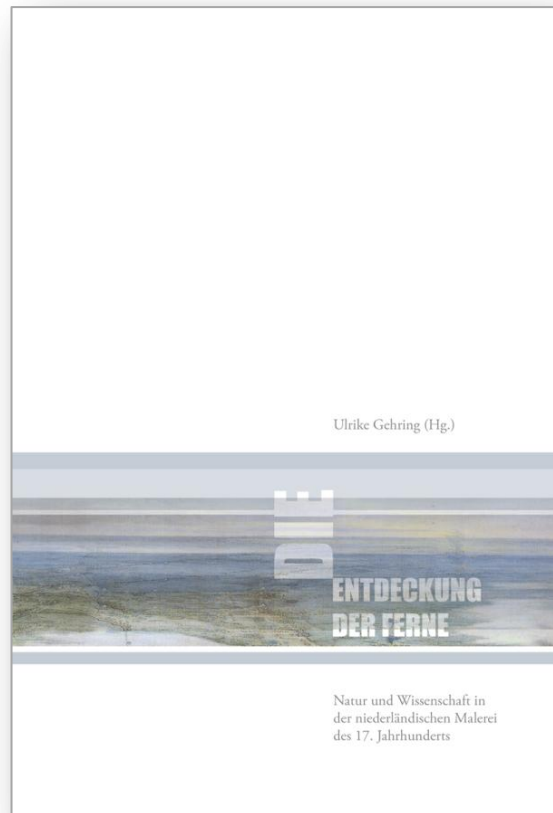 Ulrike Gehring (Hg.)
DIE
ENTDECKUNG
DER FERNE
Natur und Wissenschaft in
der niederländischen Malerei
des 17. Jahrhunderts